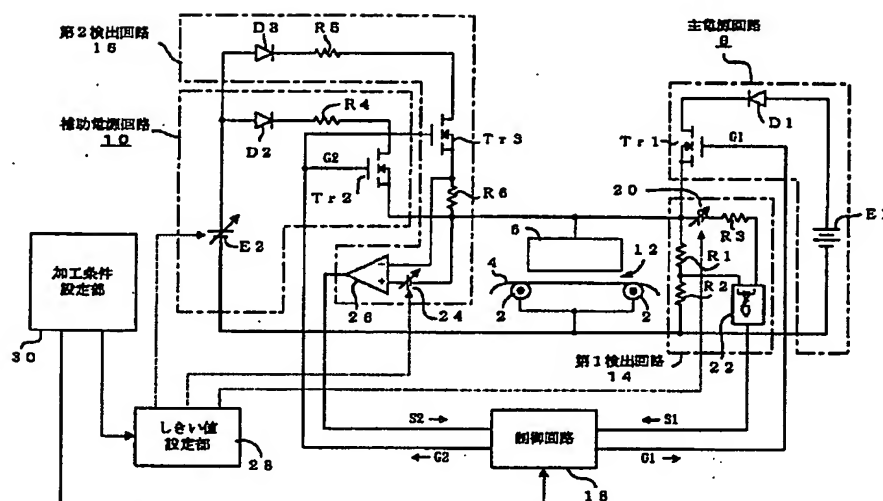 第2検出回路
16
D3
R5
主電源回路
8
補助電源回路
10
D2
R4
G2
Tr2
Tr3
R6
D1
Tr1
G1
20
R3
R1
R2
22
E2
6
4
12
2
2
26
24
第1検出回路
14
加工条件
設定部
30
しきい値
設定部
28
S2
G2
制御回路
18
S1
G1